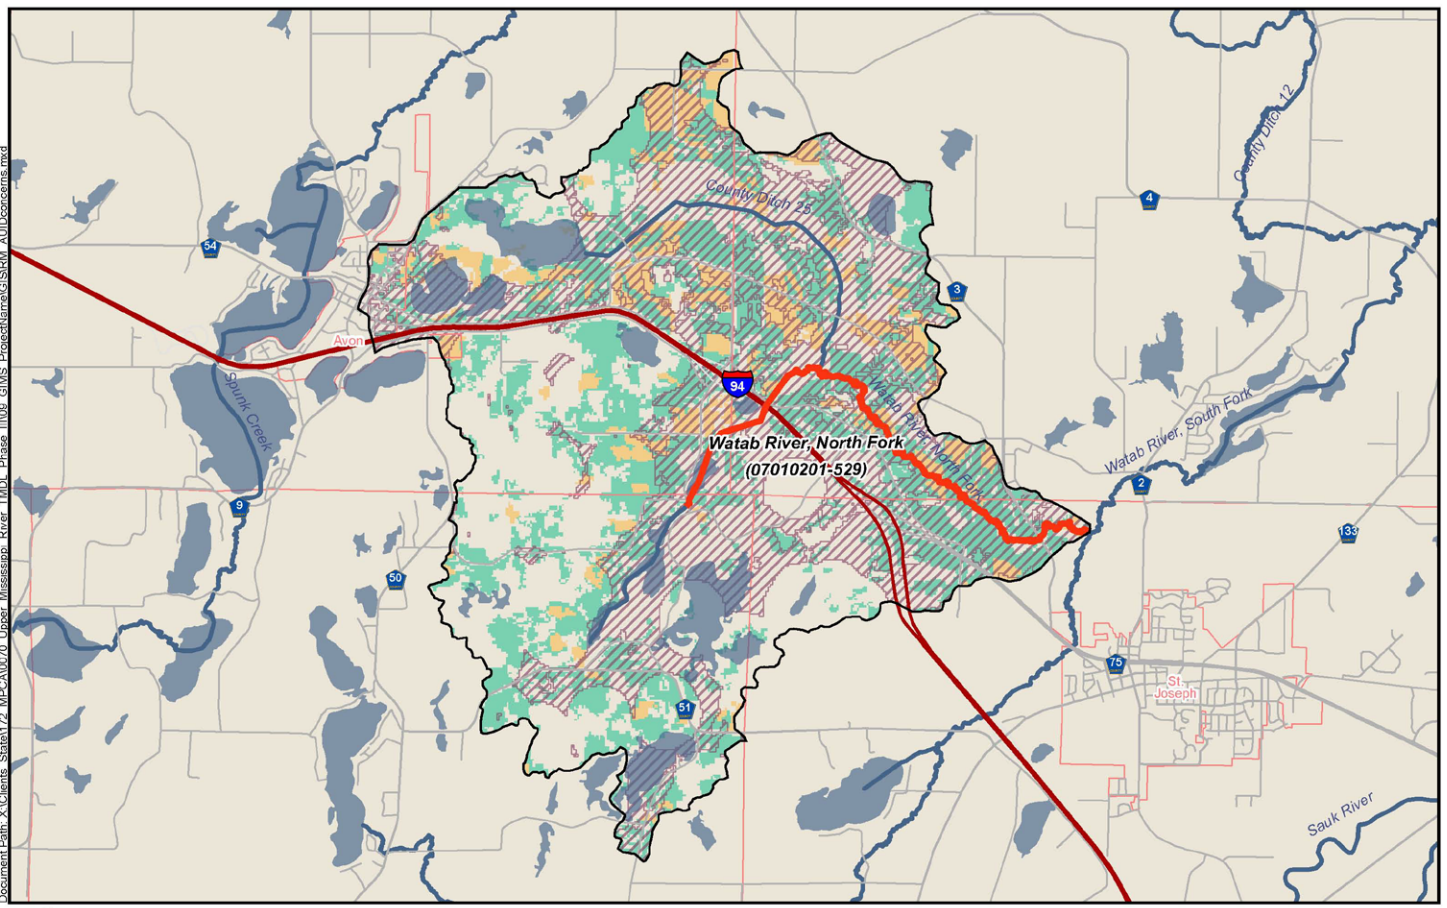 County Ditch 12
4
County Ditch 25
54
3
Avon
94
Spunk Creek
Watab River, South Fork
Watab River, North Fork
Watab River, North Fork
(07010201-529)
2
9
133
50
75
St.
Joseph
51
Sauk River